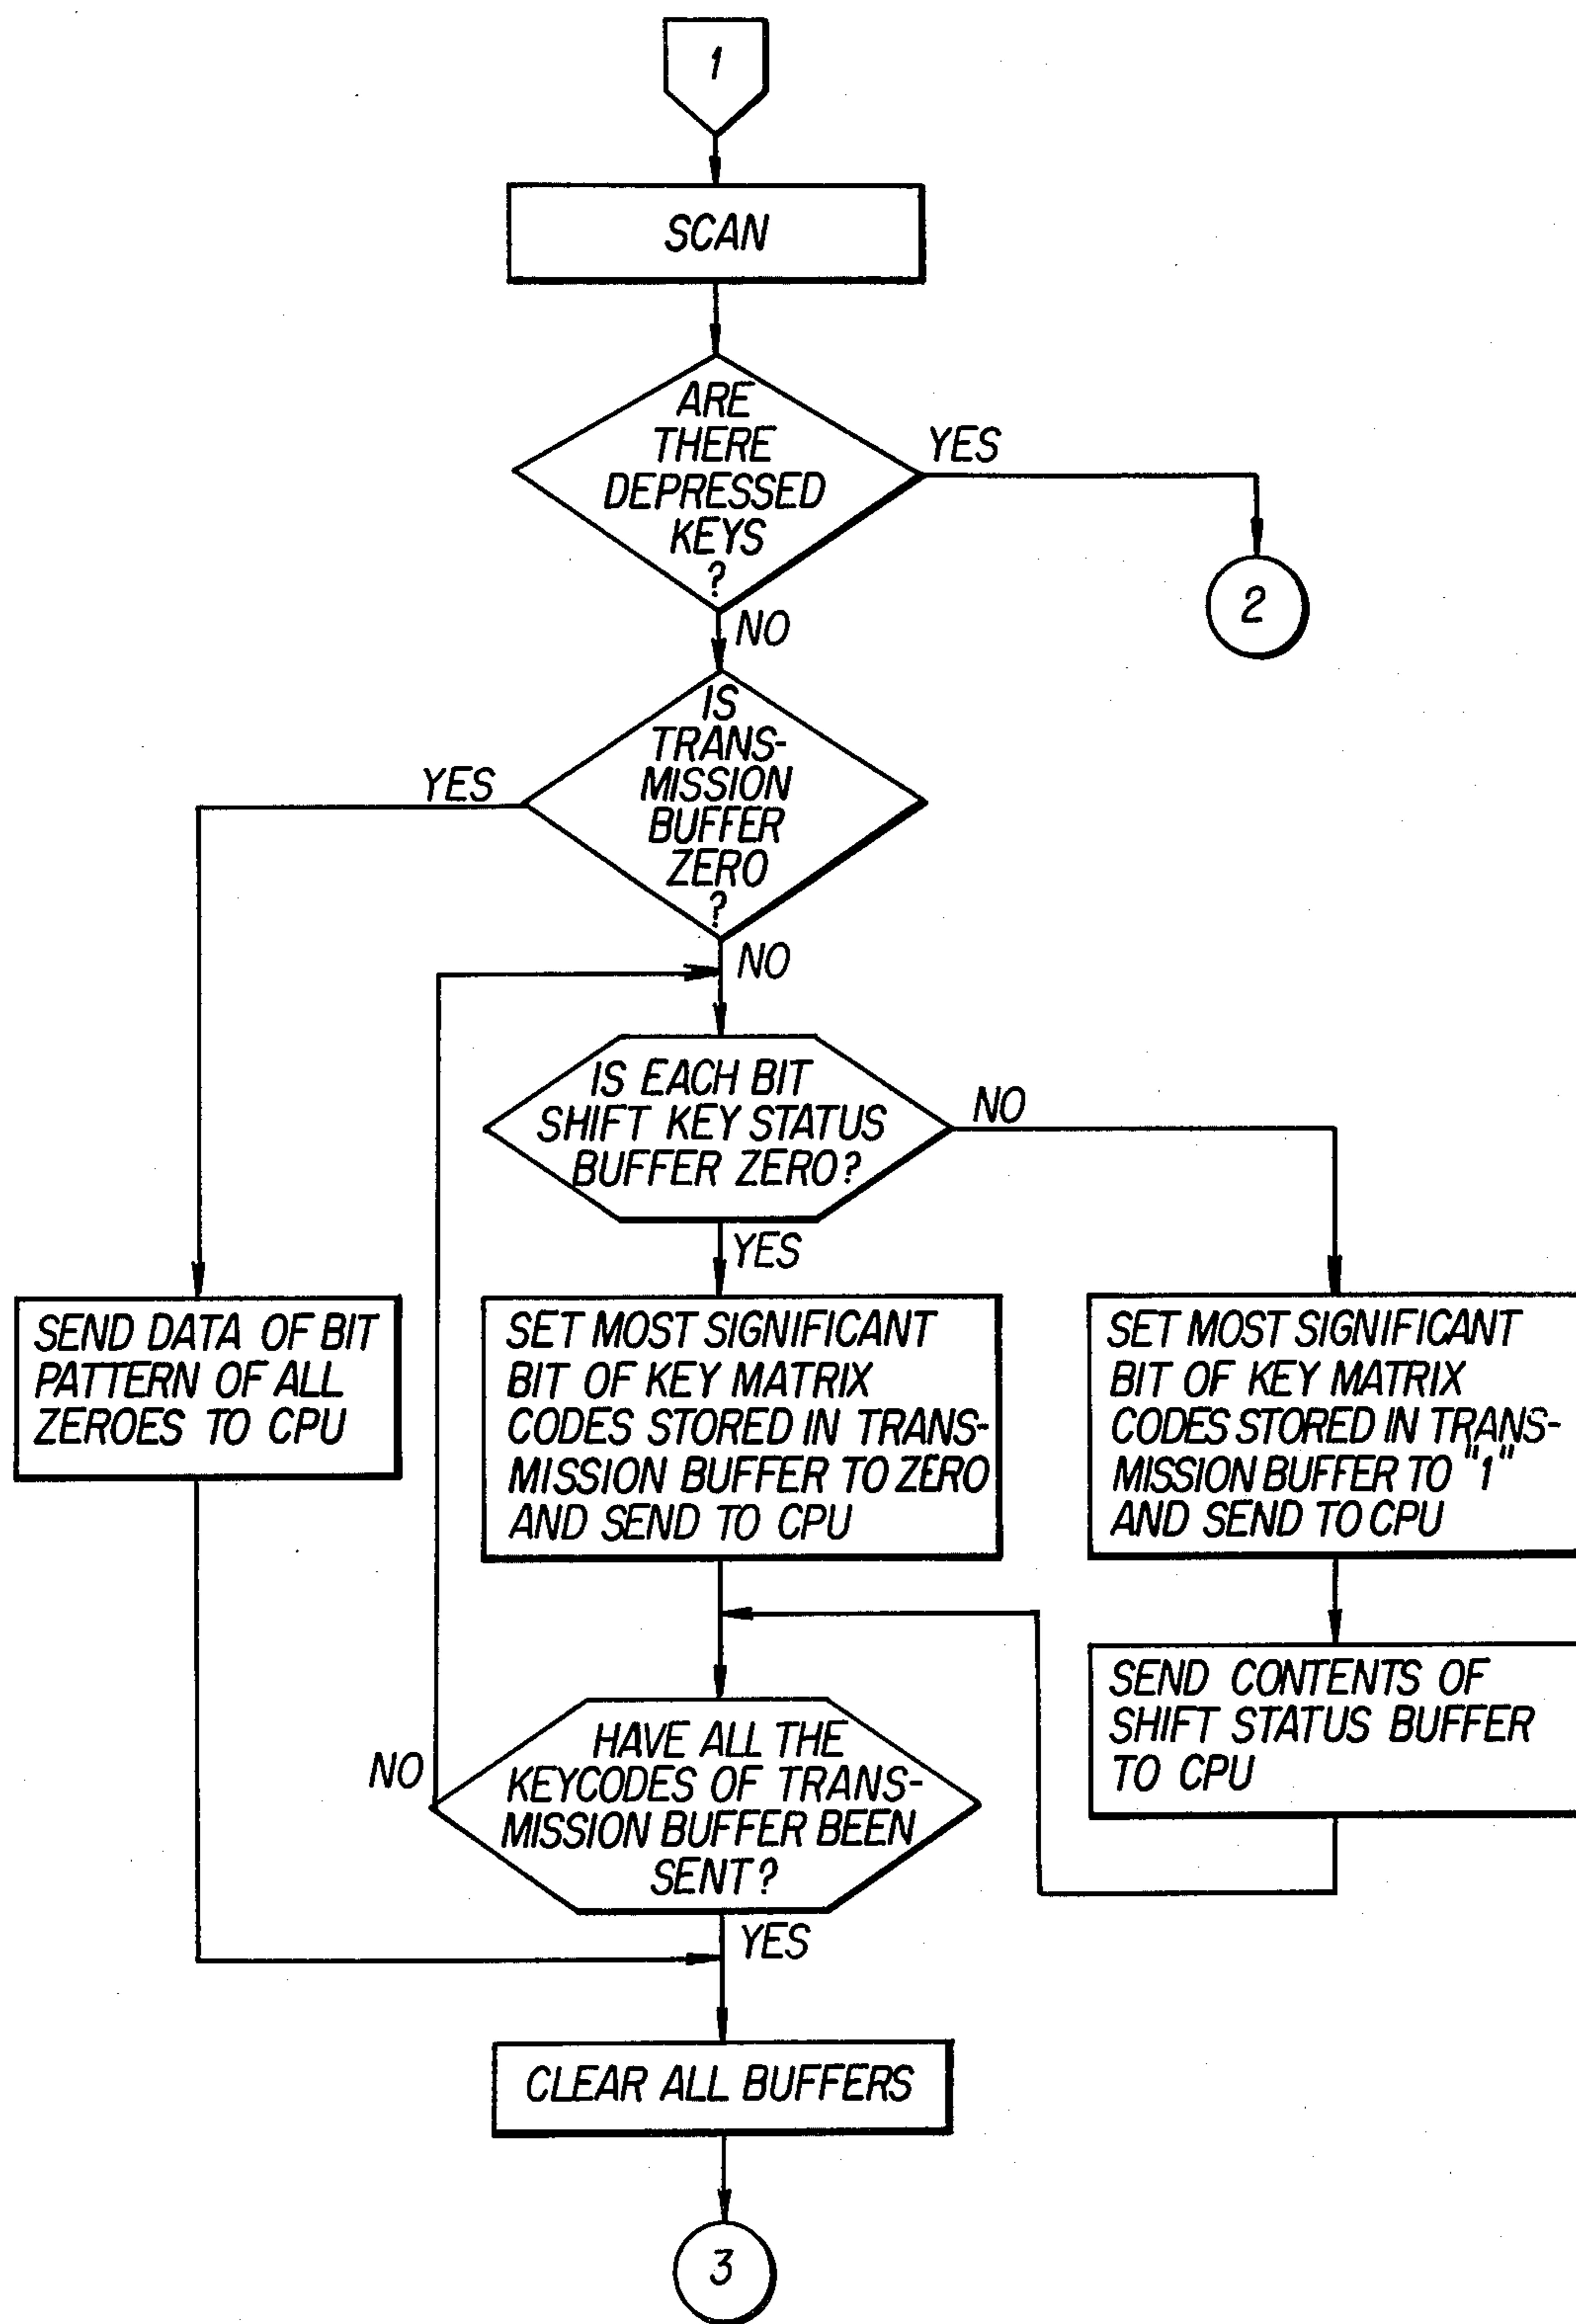 1
SCAN
ARE
THERE
DEPRESSED
KEYS
?
YES
2
NO
IS
TRANS-
MISSION
BUFFER
ZERO
?
YES
NO
IS EACH BIT
SHIFT KEY STATUS
BUFFER ZERO?
NO
YES
SEND DATA OF BIT
PATTERN OF ALL
ZEROES TO CPU
SET MOST SIGNIFICANT
BIT OF KEY MATRIX
CODES STORED IN TRANS-
MISSION BUFFER TO ZERO
AND SEND TO CPU
SET MOST SIGNIFICANT
BIT OF KEY MATRIX
CODES STORED IN TRANS-
MISSION BUFFER TO "1"
AND SEND TO CPU
SEND CONTENTS OF
SHIFT STATUS BUFFER
TO CPU
HAVE ALL THE
KEYCODES OF TRANS-
MISSION BUFFER BEEN
SENT?
NO
YES
CLEAR ALL BUFFERS
3